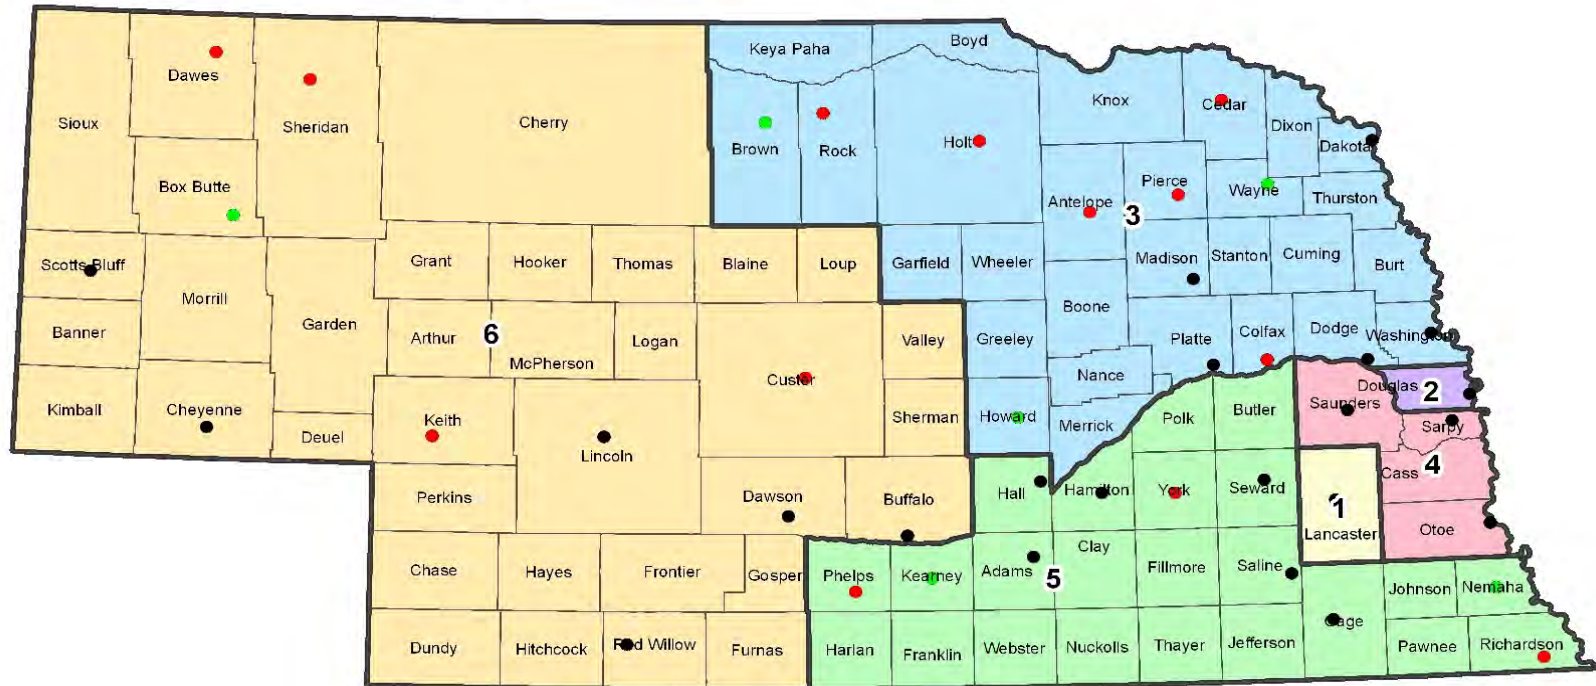 Boyd
Keya Paha
Dawes
Knox
Cedar
Sioux
Sheridan
Cherry
Dixon
Brown
Rock
Holt
Dakota
Box Butte
Pierce
Wayne
Antelope
3
Thurston
Scotts Bluff
Grant
Hooker
Thomas
Blaine
Loup
Garfield
Wheeler
Madison
Stanton
Cuming
Burt
Morrill
Garden
Boone
Banner
Arthur
6
McPherson
Logan
Valley
Greeley
Platte
Colfax
Dodge
Washington
Nance
Custer
Kimball
Cheyenne
Keith
Sherman
Howard
Merrick
Polk
Butler
Saunders
Douglas
2
Deuel
Lincoln
Sarpy
Cass
4
Perkins
Dawson
Buffalo
Hall
Hamilton
York
Seward
1
Lancaster
Otoe
Chase
Hayes
Frontier
Gosper
Phelps
Kearney
Adams
5
Clay
Fillmore
Saline
Johnson
Nemaha
Dundy
Hitchcock
Red Willow
Furnas
Harlan
Franklin
Webster
Nuckolls
Thayer
Jefferson
Gage
Pawnee
Richardson